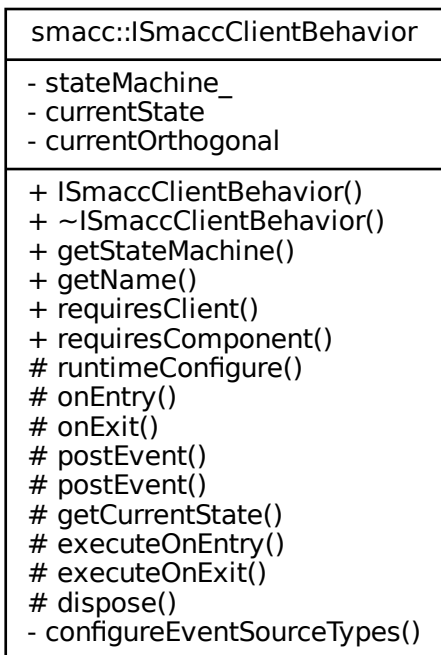 smacc::ISmaccClientBehavior
- stateMachine_
- currentState
- currentOrthogonal
+ ISmaccClientBehavior()
+ ~ISmaccClientBehavior()
+ getStateMachine()
+ getName()
+ requiresClient()
+ requiresComponent()
# runtimeConfigure()
# onEntry()
# onExit()
# postEvent()
# postEvent()
# getCurrentState()
# executeOnEntry()
# executeOnExit()
# dispose()
- configureEventSourceTypes()